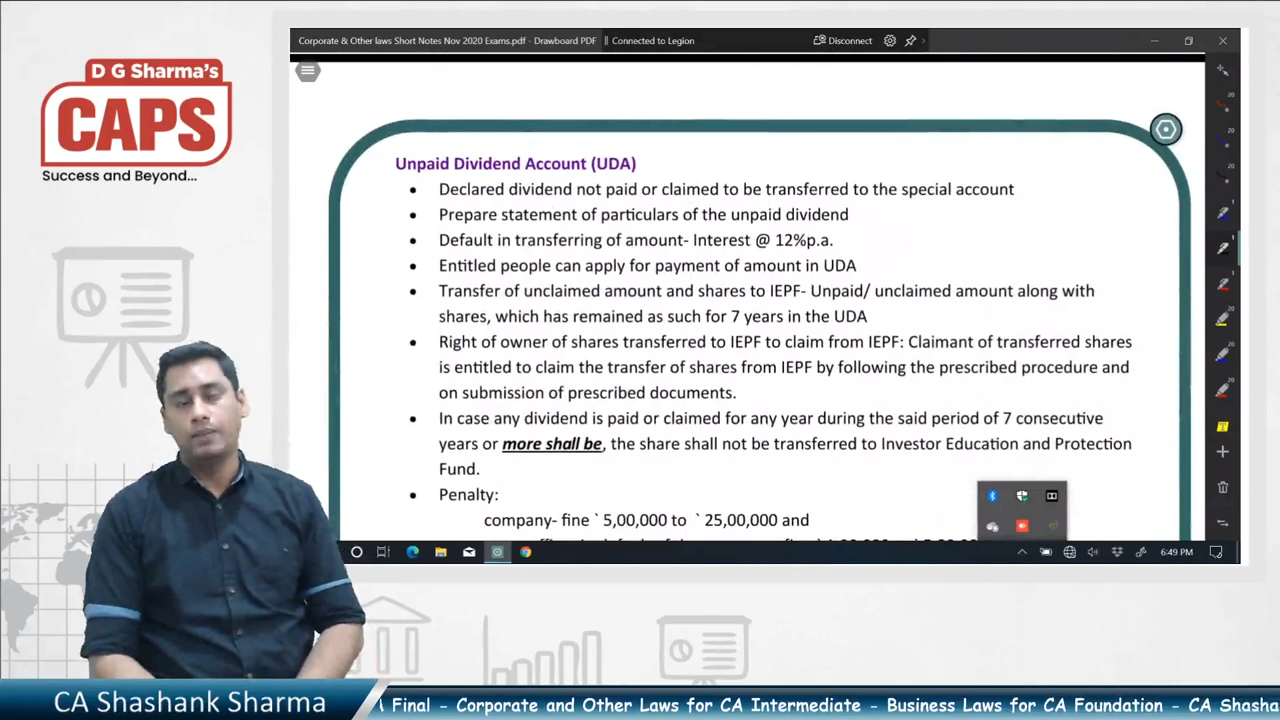 D G Sharma's
CAPS
Success and Beyond...
Corporate & Other laws Short Notes Nov 2020 Exams.pdf - Drawboard PDF
Connected to Legion
Disconnect
Unpaid Dividend Account (UDA)
• Declared dividend not paid or claimed to be transferred to the special account
• Prepare statement of particulars of the unpaid dividend
• Default in transferring of amount- Interest @ 12%p.a.
• Entitled people can apply for payment of amount in UDA
• Transfer of unclaimed amount and shares to IEPF- Unpaid/ unclaimed amount along with
shares, which has remained as such for 7 years in the UDA
• Right of owner of shares transferred to IEPF to claim from IEPF: Claimant of transferred shares
is entitled to claim the transfer of shares from IEPF by following the prescribed procedure and
on submission of prescribed documents.
• In case any dividend is paid or claimed for any year during the said period of 7 consecutive
years or more shall be, the share shall not be transferred to Investor Education and Protection
Fund.
• Penalty:
company- fine ` 5,00,000 to ` 25,00,000 and
6:49 PM
CA Shashank Sharma
Final - Corporate and Other Laws for CA Intermediate - Business Laws for CA Foundation - CA Shasha